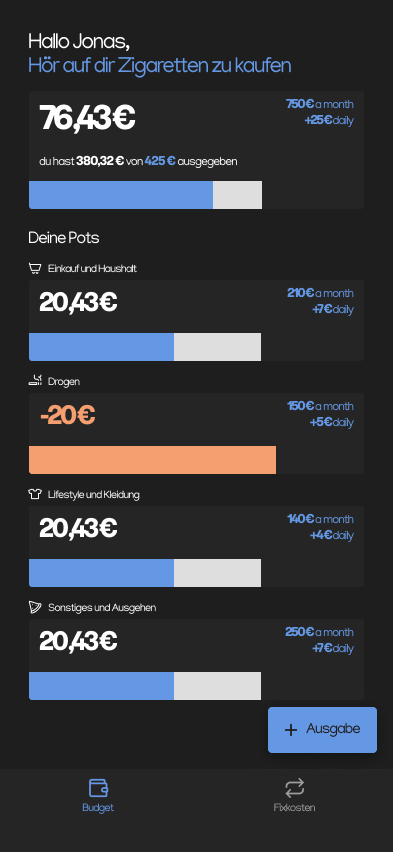 Hallo Jonas,
Hör auf dir Zigaretten zu kaufen
76,43€
750€ a month
+25€ daily
du hast 380,32 € von 425 € ausgegeben
Deine Pots
Einkauf und Haushalt
20,43€
210€ a month
+7€ daily
Drogen
-20€
150€ a month
+5€ daily
Lifestyle und Kleidung
20,43€
140€ a month
+4€ daily
Sonstiges und Ausgehen
20,43€
250€ a month
+7€ daily
+ Ausgabe
Budget
Fixkosten